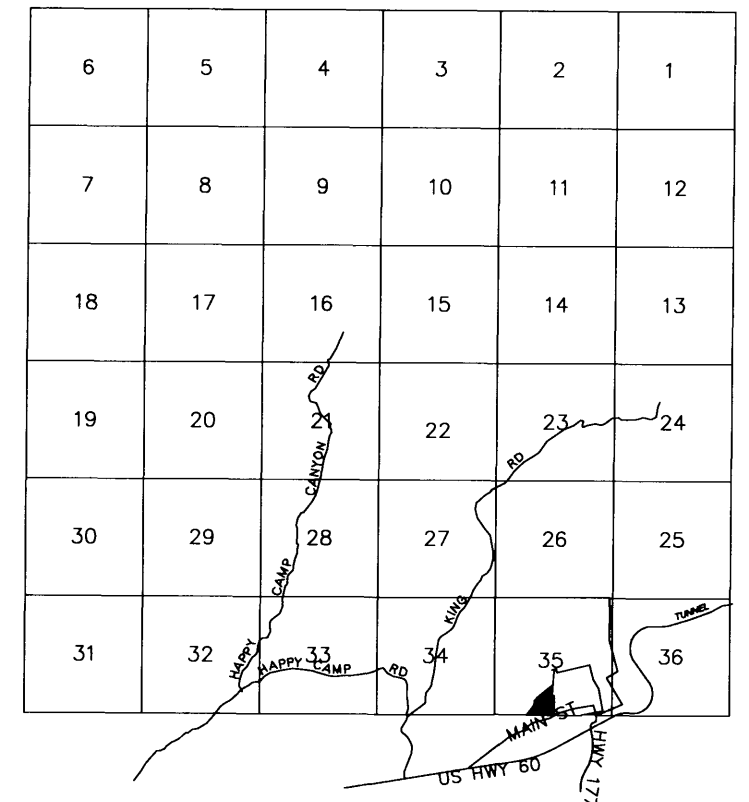 6 5 4 3 2 1
7 8 9 10 11 12
18 17 16 15 14 13
RD
19 20 21 22 23 24
CANYON
RD
30 29 28 27 26 25
CAMP
KING
TUNNEL
31 32 33 34 35 36
HAPPY
HAPPY CAMP RD
MAIN ST
US HWY 60
HWY 177